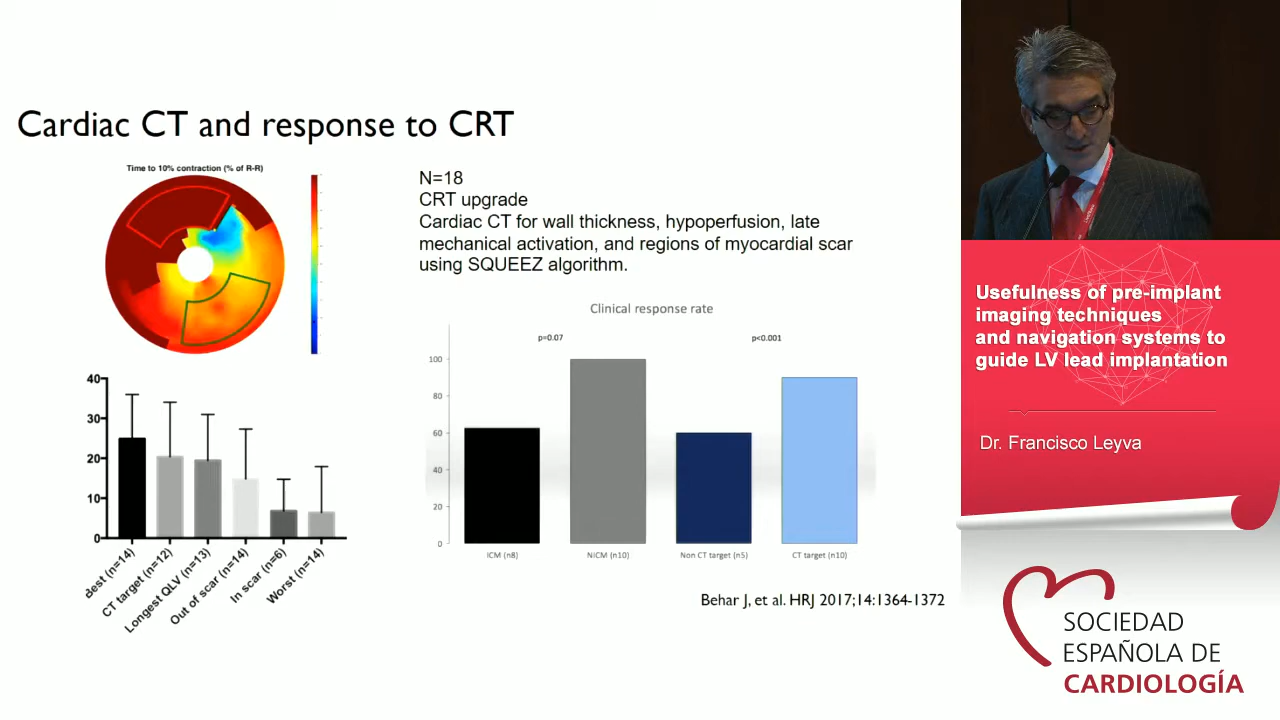 Cardiac CT and response to CRT
Time to 10% contraction (% of R-R)
N=18
CRT upgrade
Cardiac CT for wall thickness, hypoperfusion, late
mechanical activation, and regions of myocardial scar
using SQUEEZ algorithm.
40
30
20
10
0
Best (n=14)
CT target (n=12)
Longest QLV (n=13)
Out of scar (n=14)
In scar (n=6)
Worst (n=14)
Clinical response rate
p=0.07
p<0.001
100
80
60
40
20
0
ICM (n8)
NICM (n10)
Non CT target (n5)
CT target (n10)
Behar J, et al. HRJ 2017;14:1364-1372
Usefulness of pre-implant
imaging techniques
and navigation systems to
guide LV lead implantation
Dr. Francisco Leyva
SOCIEDAD
ESPAÑOLA DE
CARDIOLOGÍA